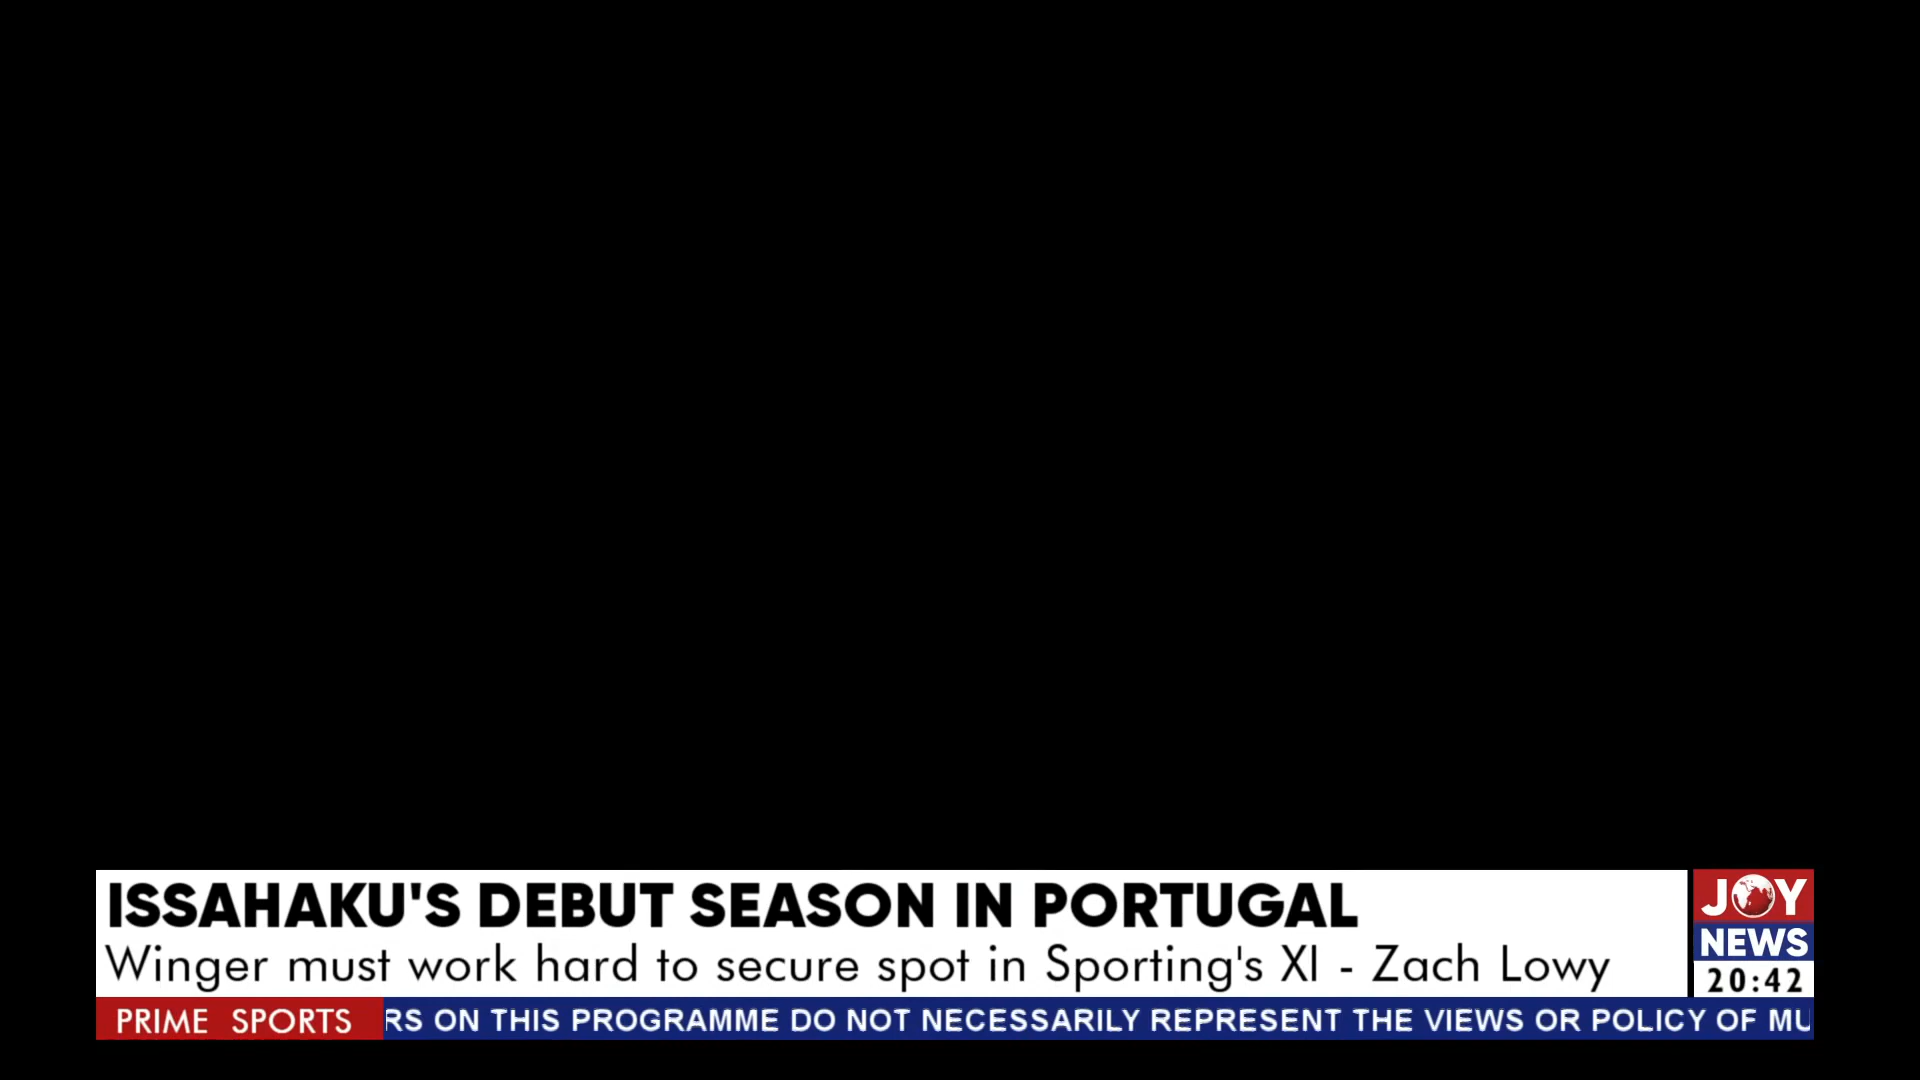 ISSAHAKU'S DEBUT SEASON IN PORTUGAL
Winger must work hard to secure spot in Sporting's XI - Zach Lowy
JOY
NEWS
20:42
PRIME SPORTS
RS ON THIS PROGRAMME DO NOT NECESSARILY REPRESENT THE VIEWS OR POLICY OF MU